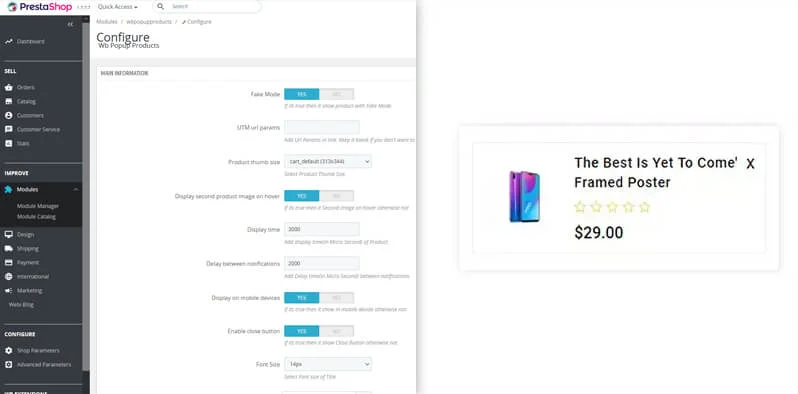 PrestaShop
Quick Access
Search
Modules / wbpopupproducts / Configure
Configure
Wb Popup Products
Dashboard
SELL
Orders
Catalog
Customers
Customer Service
Stats
IMPROVE
Modules
Module Manager
Module Catalog
Design
Shipping
Payment
International
Marketing
Webi Blog
CONFIGURE
Shop Parameters
Advanced Parameters
MAIN INFORMATION
Fake Mode YES NO
If its true then it show product with Fake Mode.
UTM url params
Add Url Params in link. Keep it blank if you don't want to
Product thumb size cart_default (313x344)
Select Product Thumb Size.
Display second product image on hover YES NO
If its true then it Second image on hover otherwise not
Display time 3000
Add display time(in Micro Second) of Product
Delay between notifications 2000
Add Delay time(in Micro Second) between notifications.
Display on mobile devices YES NO
If its true then it show in mobile device otherwise not
Enable close button YES NO
If its true then it show Close Button otherwise not.
Font Size 14px
Select Font size of Title
The Best Is Yet To Come' X
Framed Poster
$29.00